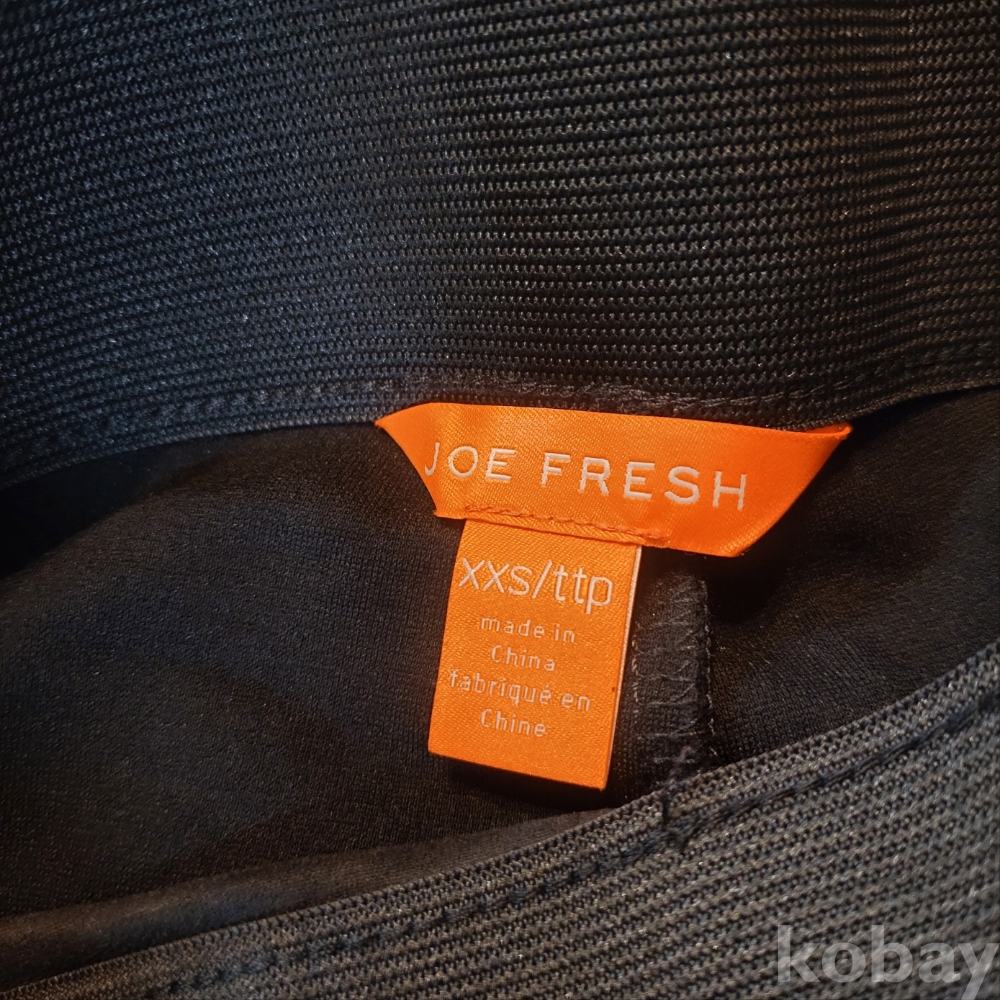 JOE FRESH
xxs/ttp
made in
China
fabriqué en
Chine
kobay